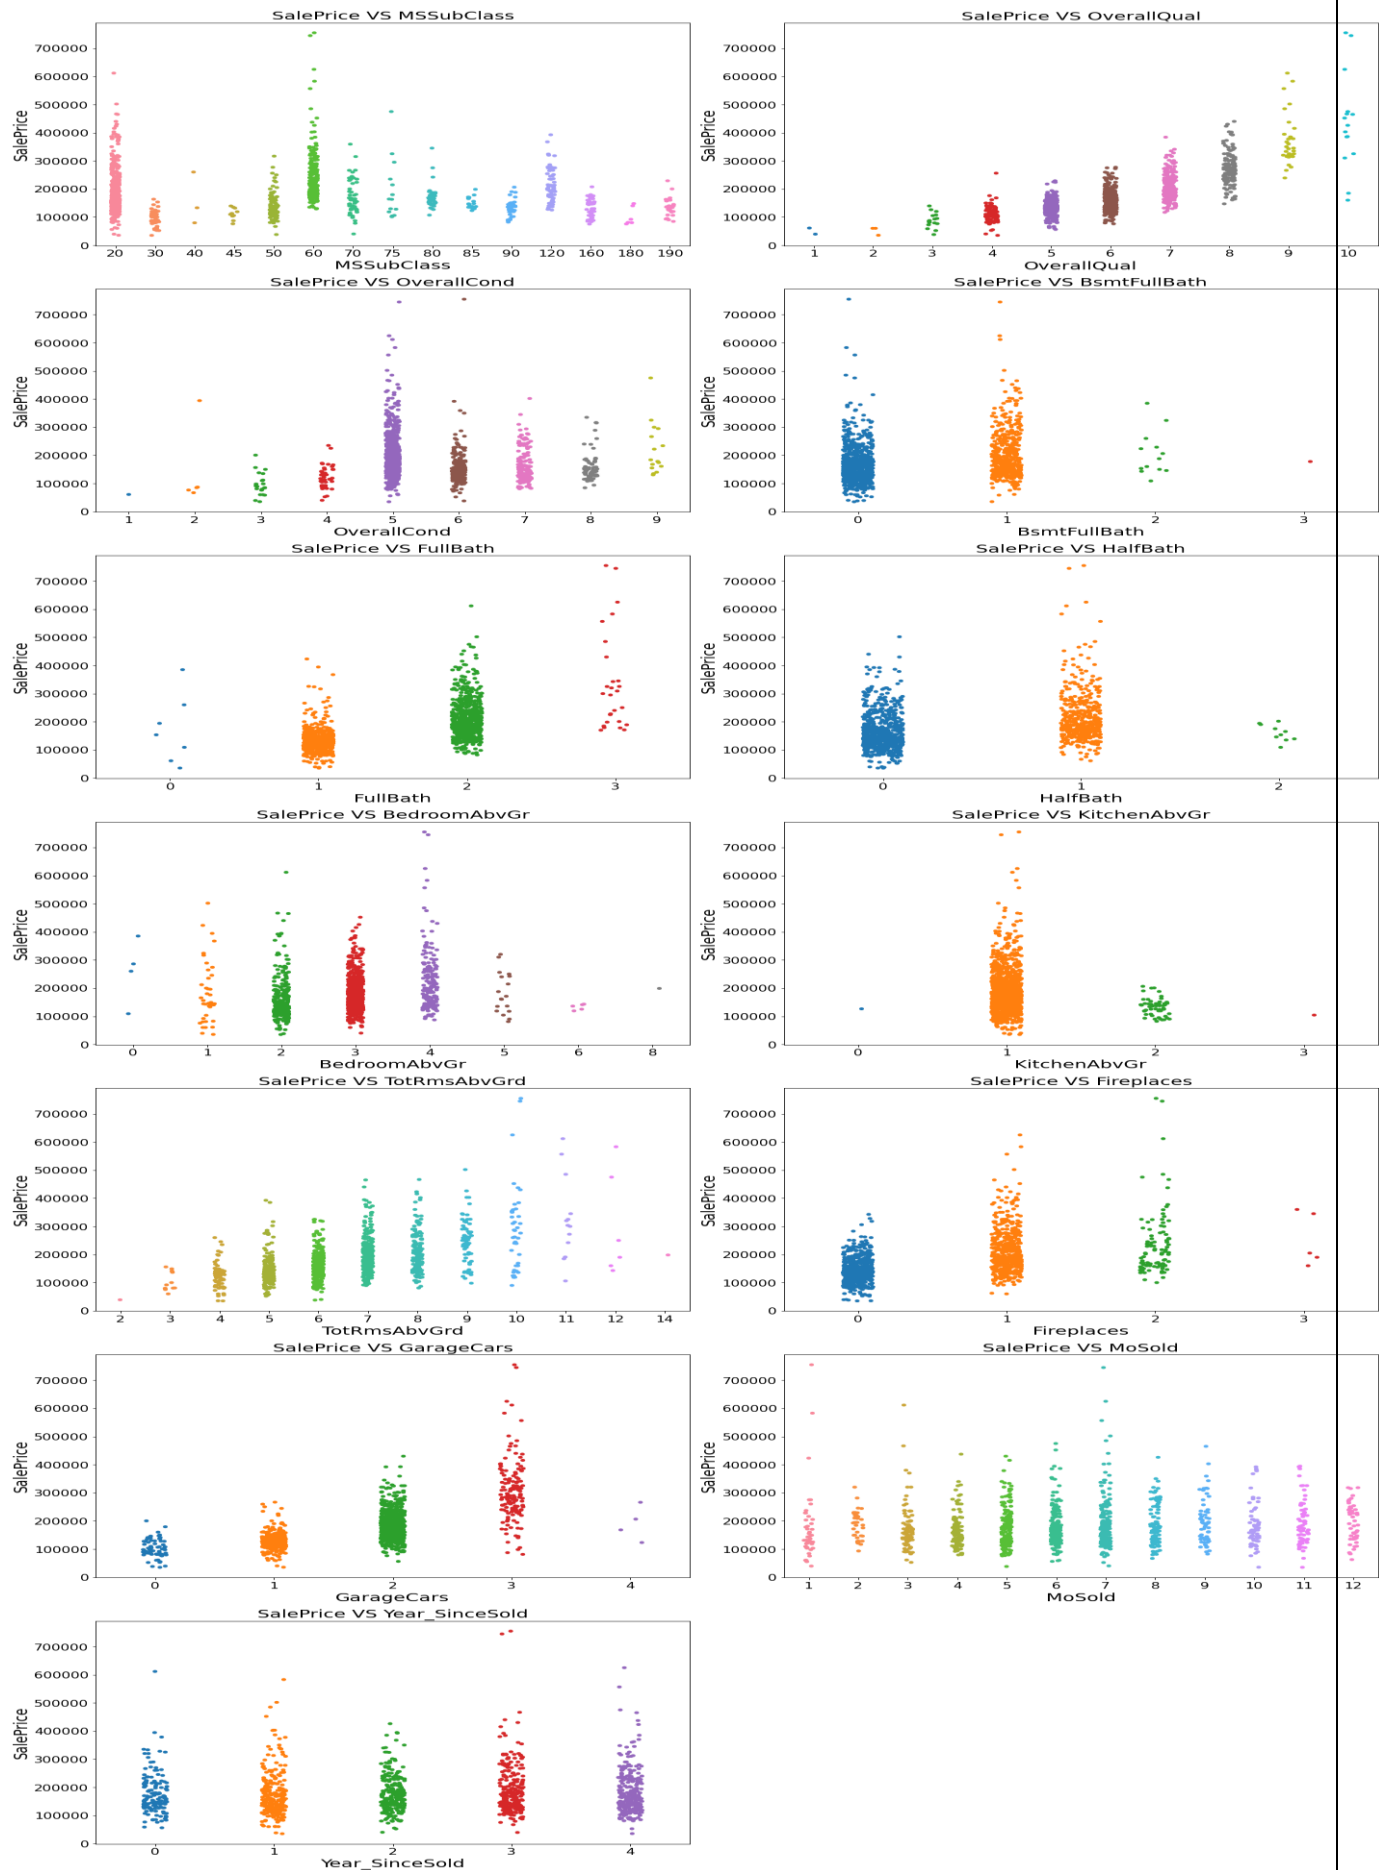 SalePrice VS MSSubClass
SalePrice
700000
600000
500000
400000
300000
200000
100000
0
20 30 40 45 50 60 70 75 80 85 90 120 160 180 190
MSSubClass
SalePrice VS OverallQual
SalePrice
700000
600000
500000
400000
300000
200000
100000
0
1 2 3 4 5 6 7 8 9 10
OverallQual
SalePrice VS OverallCond
SalePrice
700000
600000
500000
400000
300000
200000
100000
0
1 2 3 4 5 6 7 8 9
OverallCond
SalePrice VS BsmtFullBath
SalePrice
700000
600000
500000
400000
300000
200000
100000
0
0 1 2 3
BsmtFullBath
SalePrice VS FullBath
SalePrice
700000
600000
500000
400000
300000
200000
100000
0
0 1 2 3
FullBath
SalePrice VS HalfBath
SalePrice
700000
600000
500000
400000
300000
200000
100000
0
0 1 2
HalfBath
SalePrice VS BedroomAbvGr
SalePrice
700000
600000
500000
400000
300000
200000
100000
0
0 1 2 3 4 5 6 8
BedroomAbvGr
SalePrice VS KitchenAbvGr
SalePrice
700000
600000
500000
400000
300000
200000
100000
0
0 1 2 3
KitchenAbvGr
SalePrice VS TotRmsAbvGrd
SalePrice
700000
600000
500000
400000
300000
200000
100000
0
2 3 4 5 6 7 8 9 10 11 12 14
TotRmsAbvGrd
SalePrice VS Fireplaces
SalePrice
700000
600000
500000
400000
300000
200000
100000
0
0 1 2 3
Fireplaces
SalePrice VS GarageCars
SalePrice
700000
600000
500000
400000
300000
200000
100000
0
0 1 2 3 4
GarageCars
SalePrice VS MoSold
SalePrice
700000
600000
500000
400000
300000
200000
100000
0
1 2 3 4 5 6 7 8 9 10 11 12
MoSold
SalePrice VS Year_SinceSold
SalePrice
700000
600000
500000
400000
300000
200000
100000
0
0 1 2 3 4
Year_SinceSold